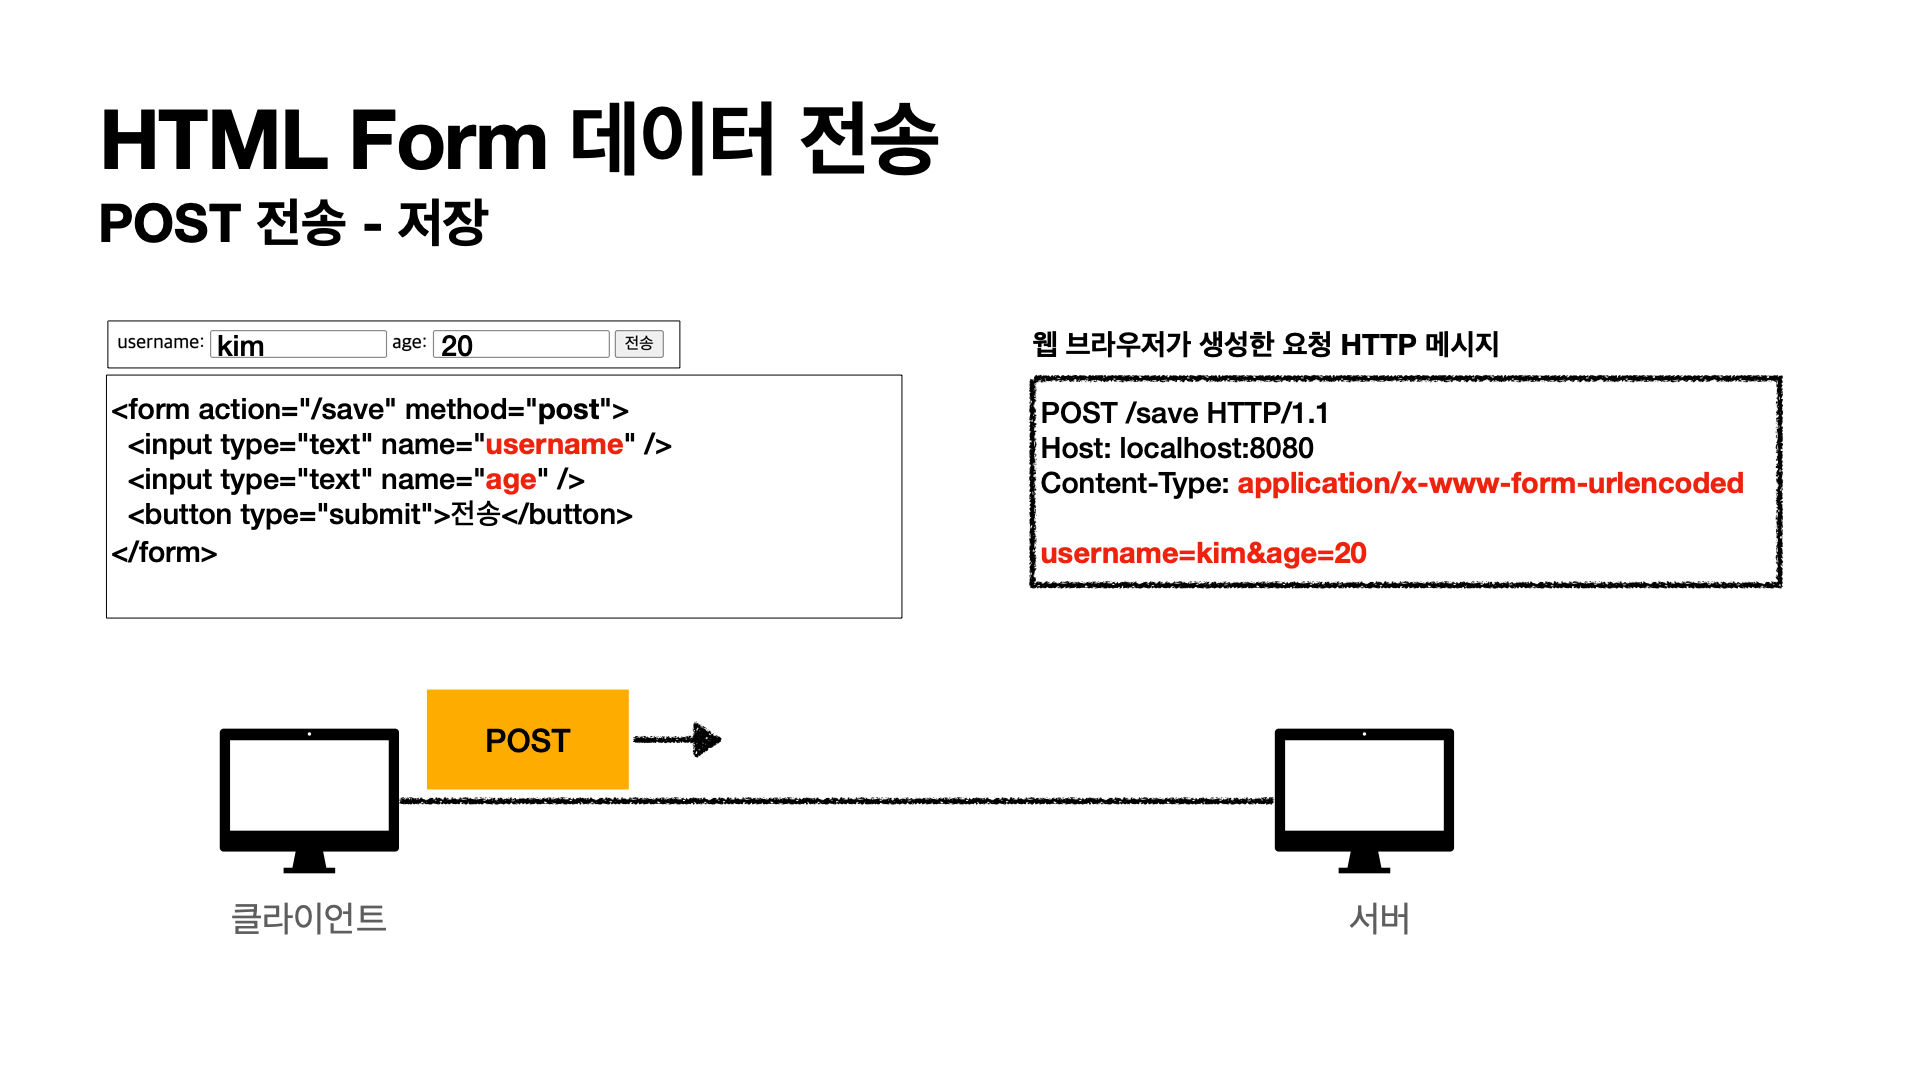 HTML Form 데이터 전송
POST 전송 - 저장
username: kim age: 20 전송
<form action="/save" method="post">
<input type="text" name="username" />
<input type="text" name="age" />
<button type="submit">전송</button>
</form>
웹 브라우저가 생성한 요청 HTTP 메시지
POST /save HTTP/1.1
Host: localhost:8080
Content-Type: application/x-www-form-urlencoded
username=kim&age=20
POST
클라이언트
서버